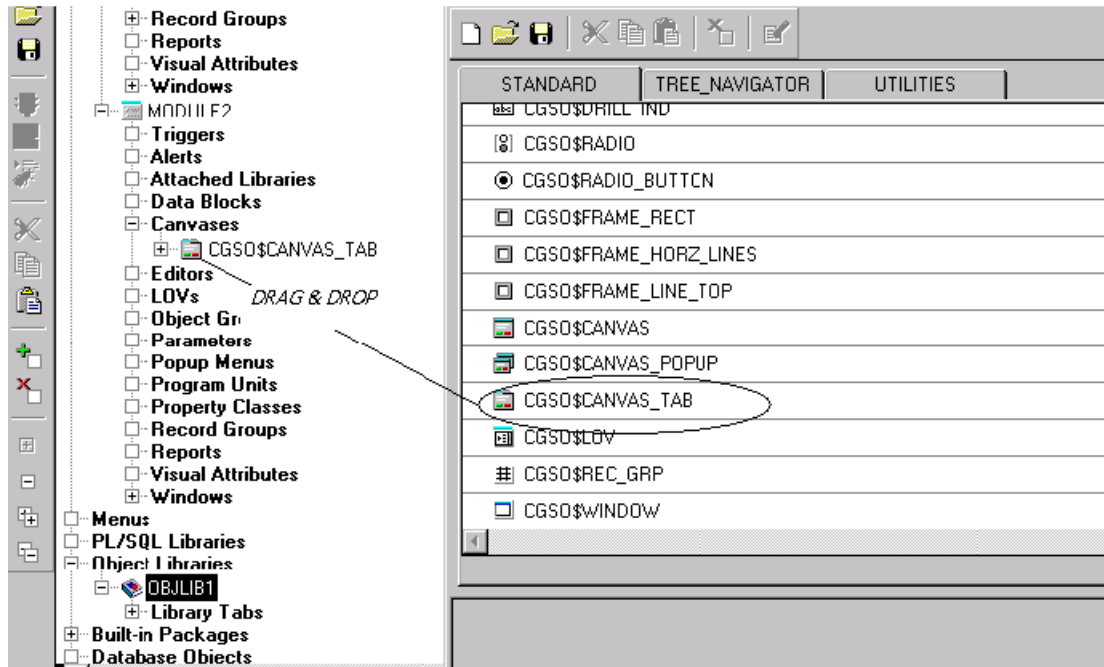 Record Groups
Reports
Visual Attributes
Windows
MODULE2
Triggers
Alerts
Attached Libraries
Data Blocks
Canvases
CGSO$CANVAS_TAB
Editors
LOVs
DRAG & DROP
Object Gr
Parameters
Popup Menus
Program Units
Property Classes
Record Groups
Reports
Visual Attributes
Windows
Menus
PL/SQL Libraries
Object Libraries
OBJLIB1
Library Tabs
Built-in Packages
Database Objects
STANDARD TREE_NAVIGATOR UTILITIES
CGSO$DRILL_IND
CGSO$RADIO
CGSO$RADIO_BUTTON
CGSO$FRAME_RECT
CGSO$FRAME_HORZ_LINES
CGSO$FRAME_LINE_TOP
CGSO$CANVAS
CGSO$CANVAS_POPUP
CGSO$CANVAS_TAB
CGSO$LOV
CGSO$REC_GRP
CGSO$WINDOW